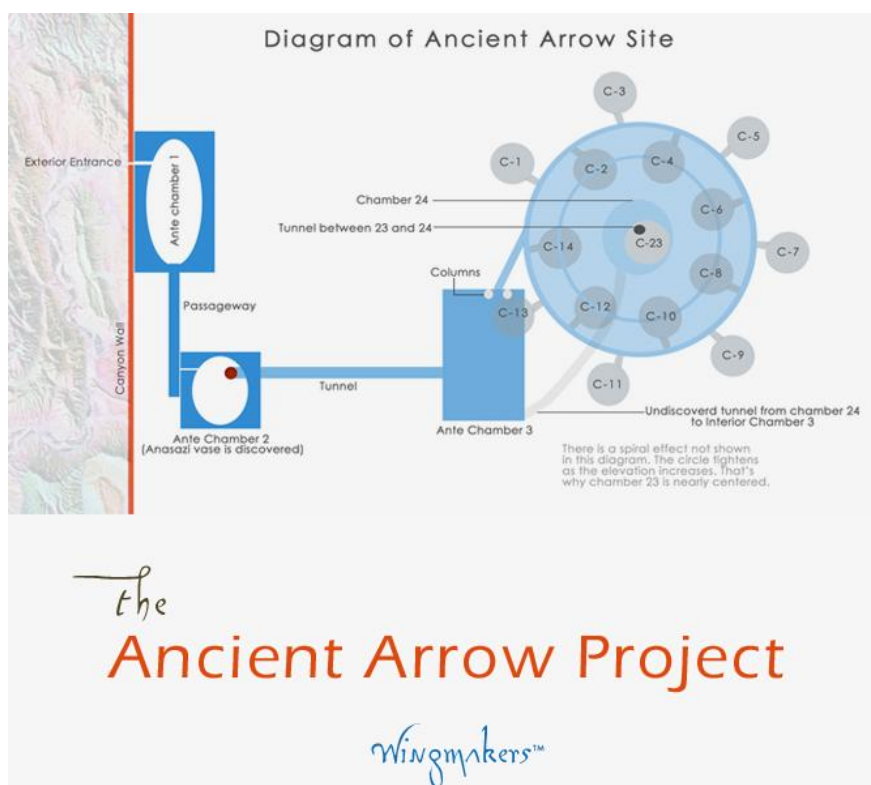 Diagram of Ancient Arrow Site
C-3
C-5
C-1
C-2
C-4
Exterior Entrance
Ante chamber 1
Chamber 24
C-6
Tunnel between 23 and 24
C-23
C-14
C-7
Columns
C-8
Passageway
C-13
C-12
C-10
Canyon Wall
C-9
Tunnel
C-11
Undiscoverd tunnel from chamber 24
to Interior Chamber 3
Ante Chamber 2
(Anasazi vase is discovered)
Ante Chamber 3
There is a spiral effect not shown
in this diagram. The circle tightens
as the elevation increases. That's
why chamber 23 is nearly centered.
the
Ancient Arrow Project
Wingmakers™